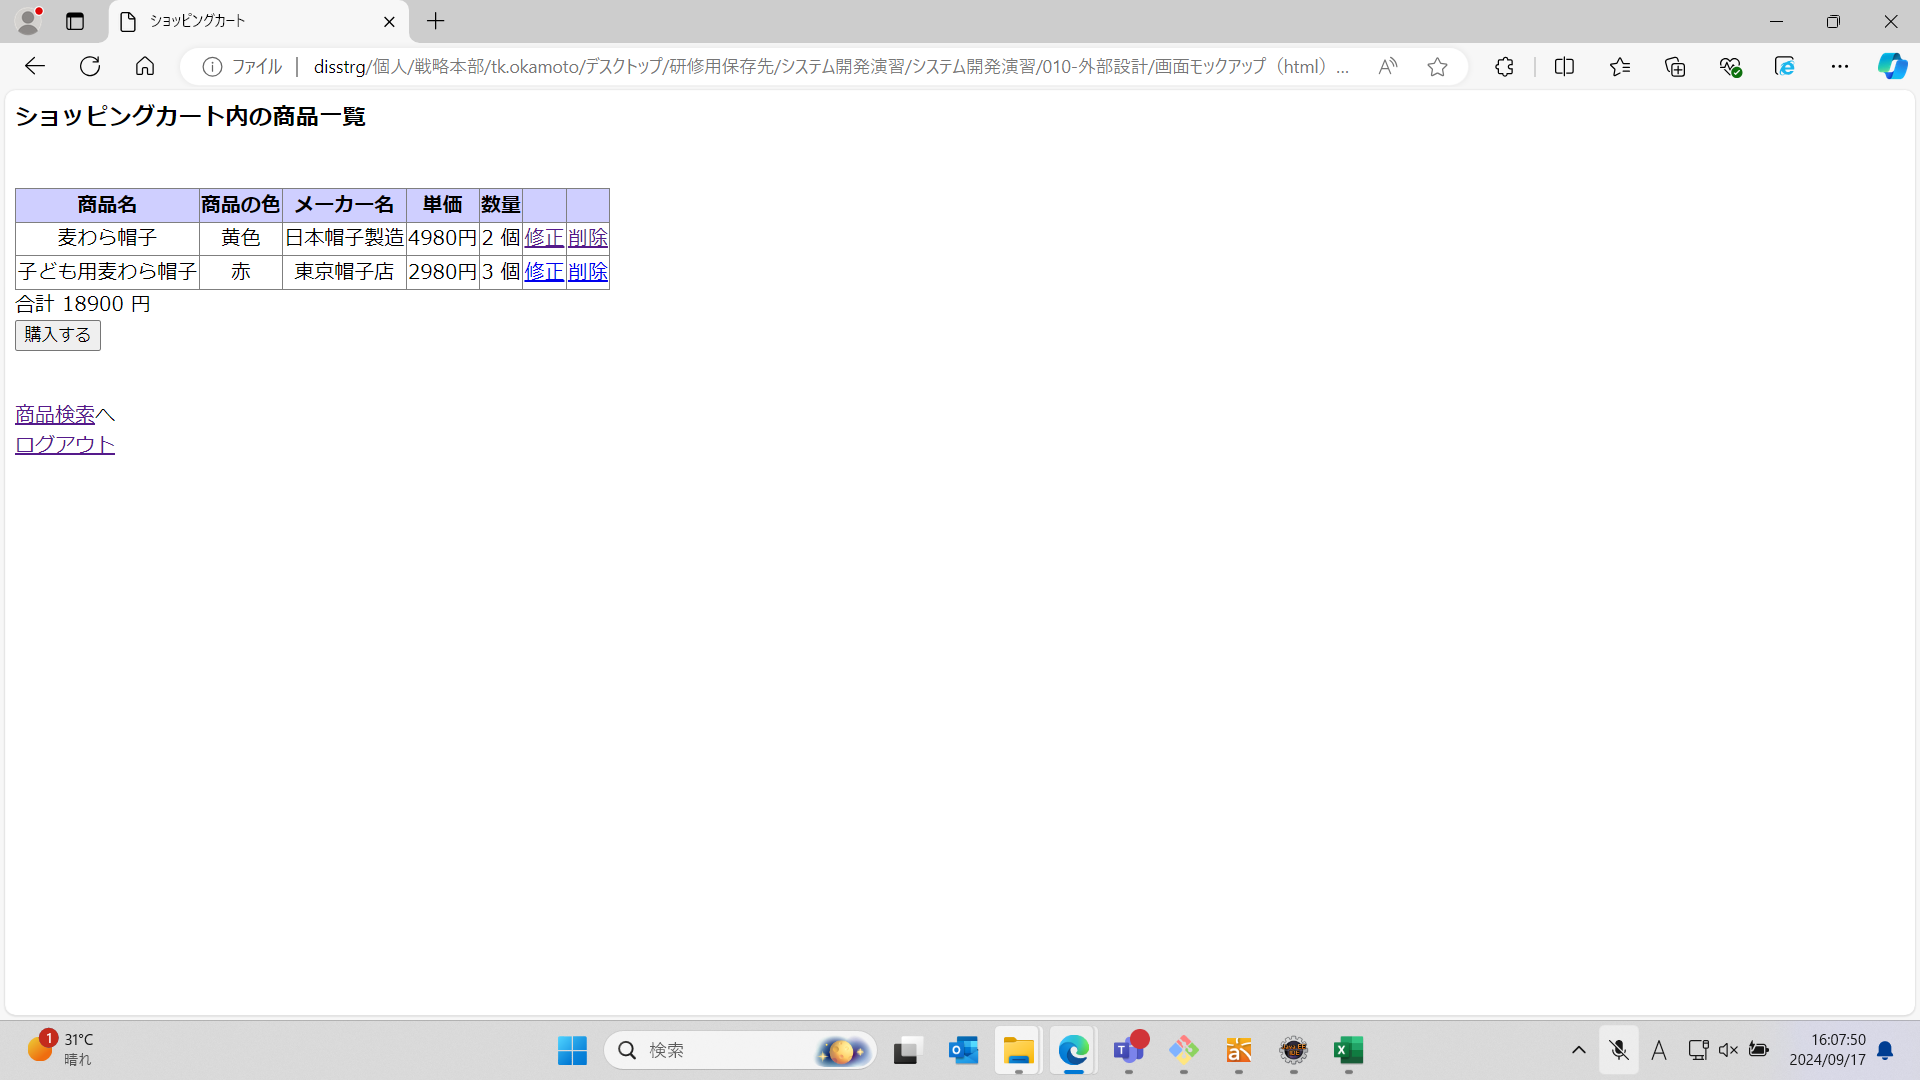 ショッピングカート
ファイル disstrg/個人/戦略本部/tk.okamoto/デスクトップ/研修用保存先/システム開発演習/システム開発演習/010-外部設計/画面モックアップ（html）...
ショッピングカート内の商品一覧
商品名 商品の色 メーカー名 単価 数量
麦わら帽子 黄色 日本帽子製造 4980円 2 個 修正 削除
子ども用麦わら帽子 赤 東京帽子店 2980円 3 個 修正 削除
合計 18900 円
購入する
商品検索へ
ログアウト
1 31°C
晴れ
検索
A 16:07:50
2024/09/17